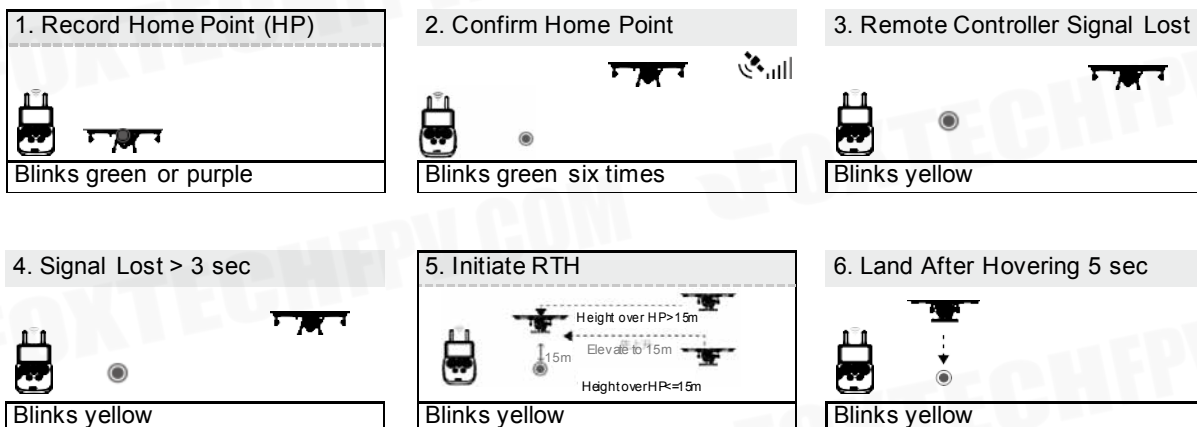 1. Record Home Point (HP)
Blinks green or purple
2. Confirm Home Point
Blinks green six times
3. Remote Controller Signal Lost
Blinks yellow
4. Signal Lost > 3 sec
Blinks yellow
5. Initiate RTH
Height over HP>15m
Elevate to 15m
15m
HeightoverHP<=15m
Blinks yellow
6. Land After Hovering 5 sec
Blinks yellow
FOXTECHFPV.COM